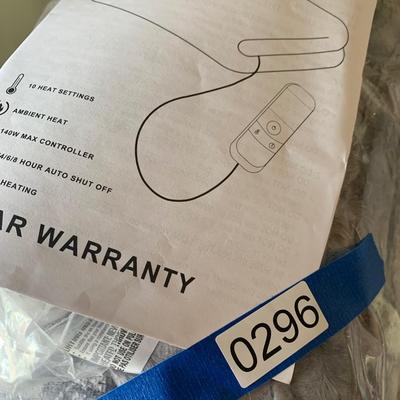 10 HEAT SETTINGS
AMBIENT HEAT
140W MAX CONTROLLER
4/6/8 HOUR AUTO SHUT OFF
HEATING
AR WARRANTY
0296